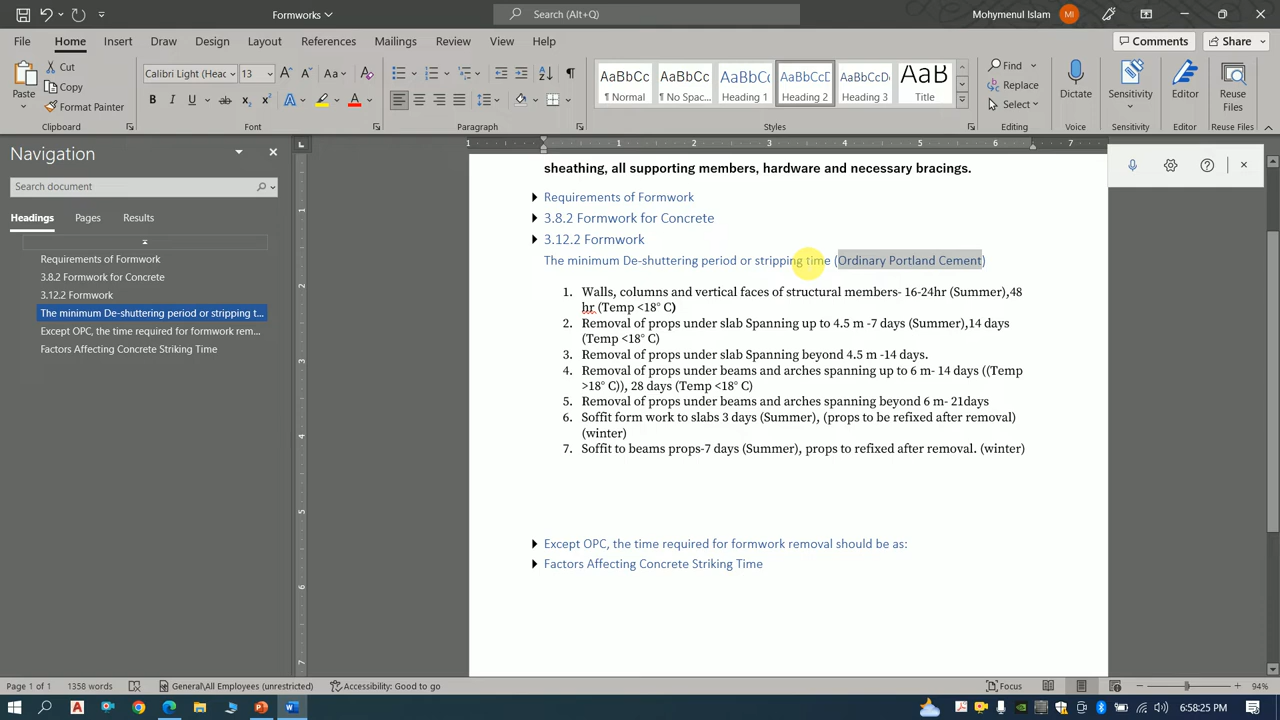 Formworks
Search (Alt+Q)
Mohymenul Islam
MI
File
Home
Insert
Draw
Design
Layout
References
Mailings
Review
View
Help
Comments
Share
Paste
Cut
Copy
Format Painter
Clipboard
Calibri Light (Heac
13
Font
Paragraph
AaBbCc
¶ Normal
AaBbCc
¶ No Spac...
AaBbCc
Heading 1
AaBbCcE
Heading 2
AaBbCcDc
Heading 3
AaB
Title
Styles
Find
Replace
Select
Editing
Dictate
Voice
Sensitivity
Sensitivity
Editor
Editor
Reuse
Files
Reuse Files
Navigation
Search document
Headings
Pages
Results
Requirements of Formwork
3.8.2 Formwork for Concrete
3.12.2 Formwork
The minimum De-shuttering period or stripping t...
Except OPC, the time required for formwork rem...
Factors Affecting Concrete Striking Time
sheathing, all supporting members, hardware and necessary bracings.
Requirements of Formwork
3.8.2 Formwork for Concrete
3.12.2 Formwork
The minimum De-shuttering period or stripping time (Ordinary Portland Cement)
1. Walls, columns and vertical faces of structural members- 16-24hr (Summer),48
hr (Temp <18° C)
2. Removal of props under slab Spanning up to 4.5 m -7 days (Summer),14 days
(Temp <18° C)
3. Removal of props under slab Spanning beyond 4.5 m -14 days.
4. Removal of props under beams and arches spanning up to 6 m- 14 days ((Temp
>18° C)), 28 days (Temp <18° C)
5. Removal of props under beams and arches spanning beyond 6 m- 21days
6. Soffit form work to slabs 3 days (Summer), (props to be refixed after removal)
(winter)
7. Soffit to beams props-7 days (Summer), props to refixed after removal. (winter)
Except OPC, the time required for formwork removal should be as:
Factors Affecting Concrete Striking Time
Page 1 of 1
1358 words
General\All Employees (unrestricted)
Accessibility: Good to go
Focus
94%
6:58:25 PM